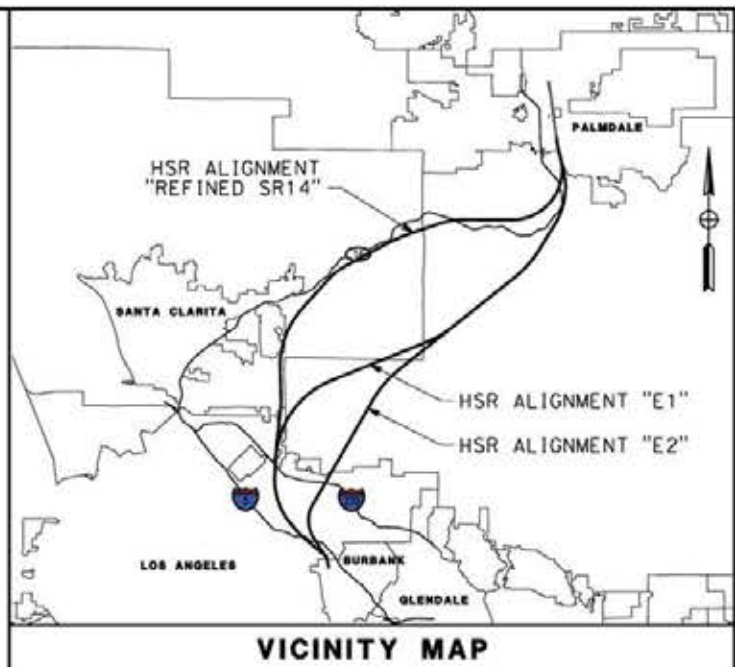 PALMDALE
HSR ALIGNMENT
"REFINED SR14"
SANTA CLARITA
HSR ALIGNMENT "E1"
HSR ALIGNMENT "E2"
5
LOS ANGELES
BURBANK
GLENDALE
VICINITY MAP